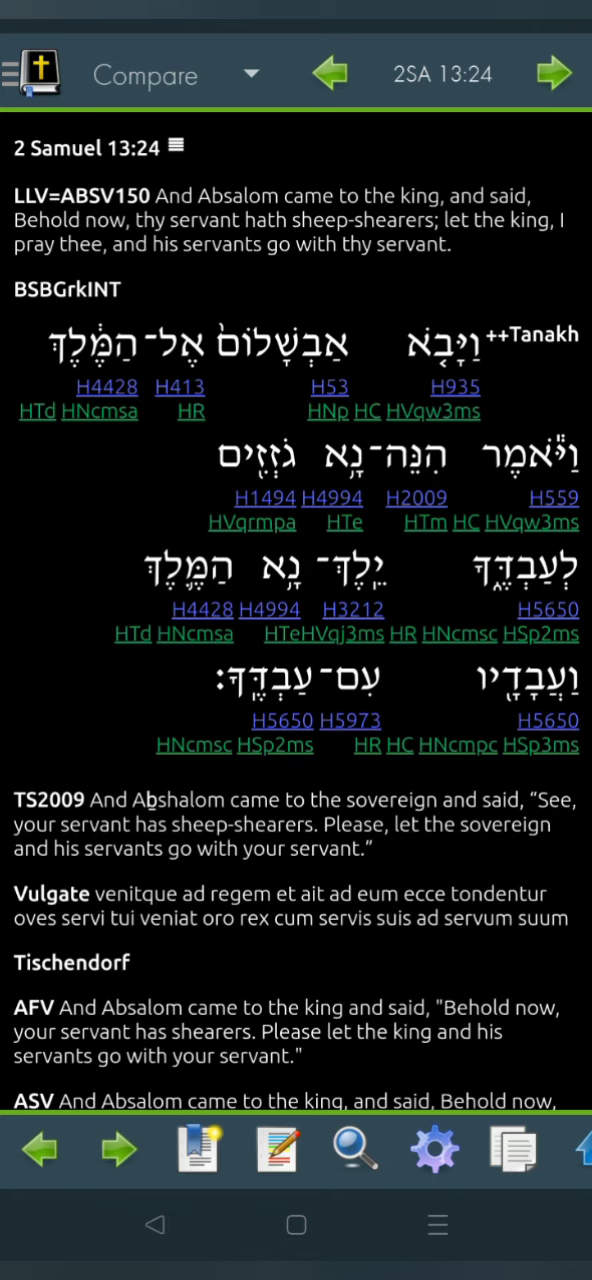 Compare
2SA 13:24
2 Samuel 13:24
LLV=ABSV150 And Absalom came to the king, and said,
Behold now, thy servant hath sheep-shearers; let the king, I
pray thee, and his servants go with thy servant.
BSBGrkINT
++Tanakh וַיָּבֹ֤א אַבְשָׁלוֹם֙ אֶל־ הַמֶּ֔לֶךְ
H4428 H413 H53 H935
HTd HNcmsa HR HNp HC HVqw3ms
וַיֹּ֕אמֶר הִנֵּה־ נָ֥א גֹזְזִ֖ים
H1494 H4994 H2009 H559
HVqrmpa HTe HTm HC HVqw3ms
לְעַבְדֶּ֑ךָ יֵֽלֶךְ־ נָ֥א הַמֶּ֛לֶךְ
H4428 H4994 H3212 H5650
HTd HNcmsa HTeHVqj3ms HR HNcmsc HSp2ms
וַעֲבָדָ֖יו עִם־ עַבְדֶּֽךָ׃
H5650 H5973 H5650
HNcmsc HSp2ms HR HC HNcmpc HSp3ms
TS2009 And Aḇshalom came to the sovereign and said, “See,
your servant has sheep-shearers. Please, let the sovereign
and his servants go with your servant.”
Vulgate venitque ad regem et ait ad eum ecce tondentur
oves servi tui veniat oro rex cum servis suis ad servum suum
Tischendorf
AFV And Absalom came to the king and said, "Behold now,
your servant has shearers. Please let the king and his
servants go with your servant."
ASV And Absalom came to the king, and said, Behold now,